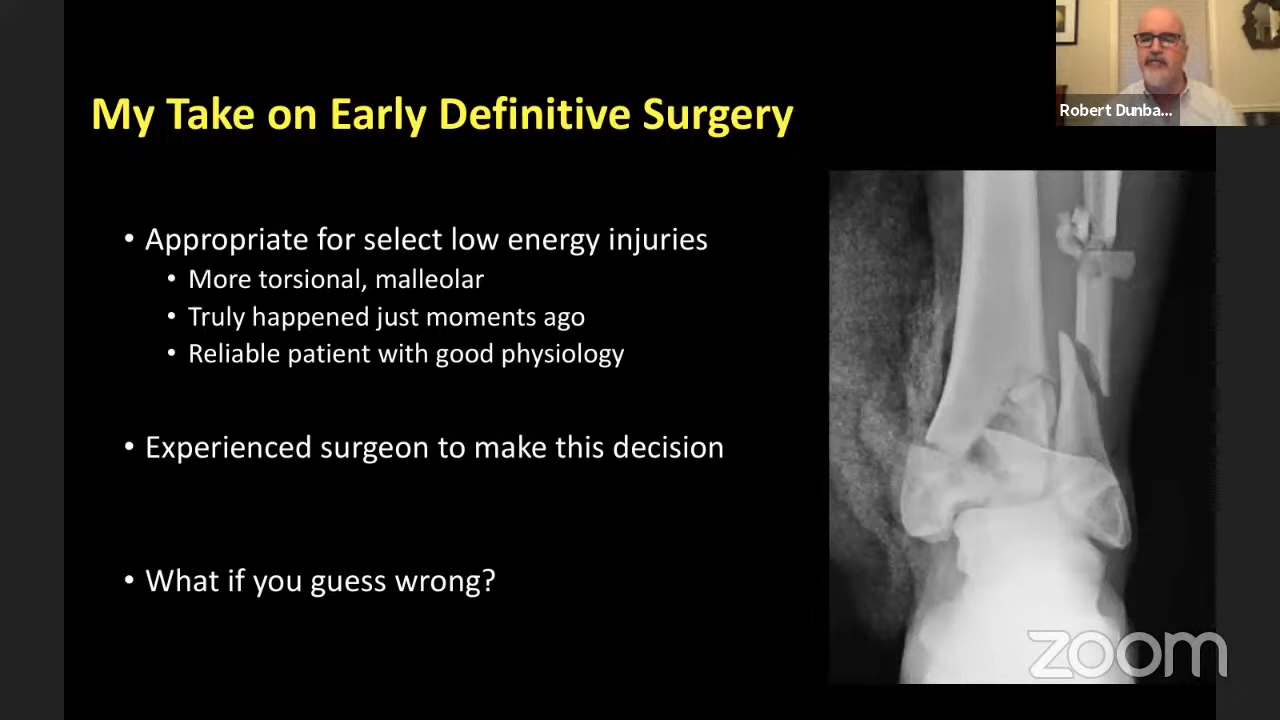 Robert Dunba...
My Take on Early Definitive Surgery
• Appropriate for select low energy injuries
• More torsional, malleolar
• Truly happened just moments ago
• Reliable patient with good physiology
• Experienced surgeon to make this decision
• What if you guess wrong?
zoom